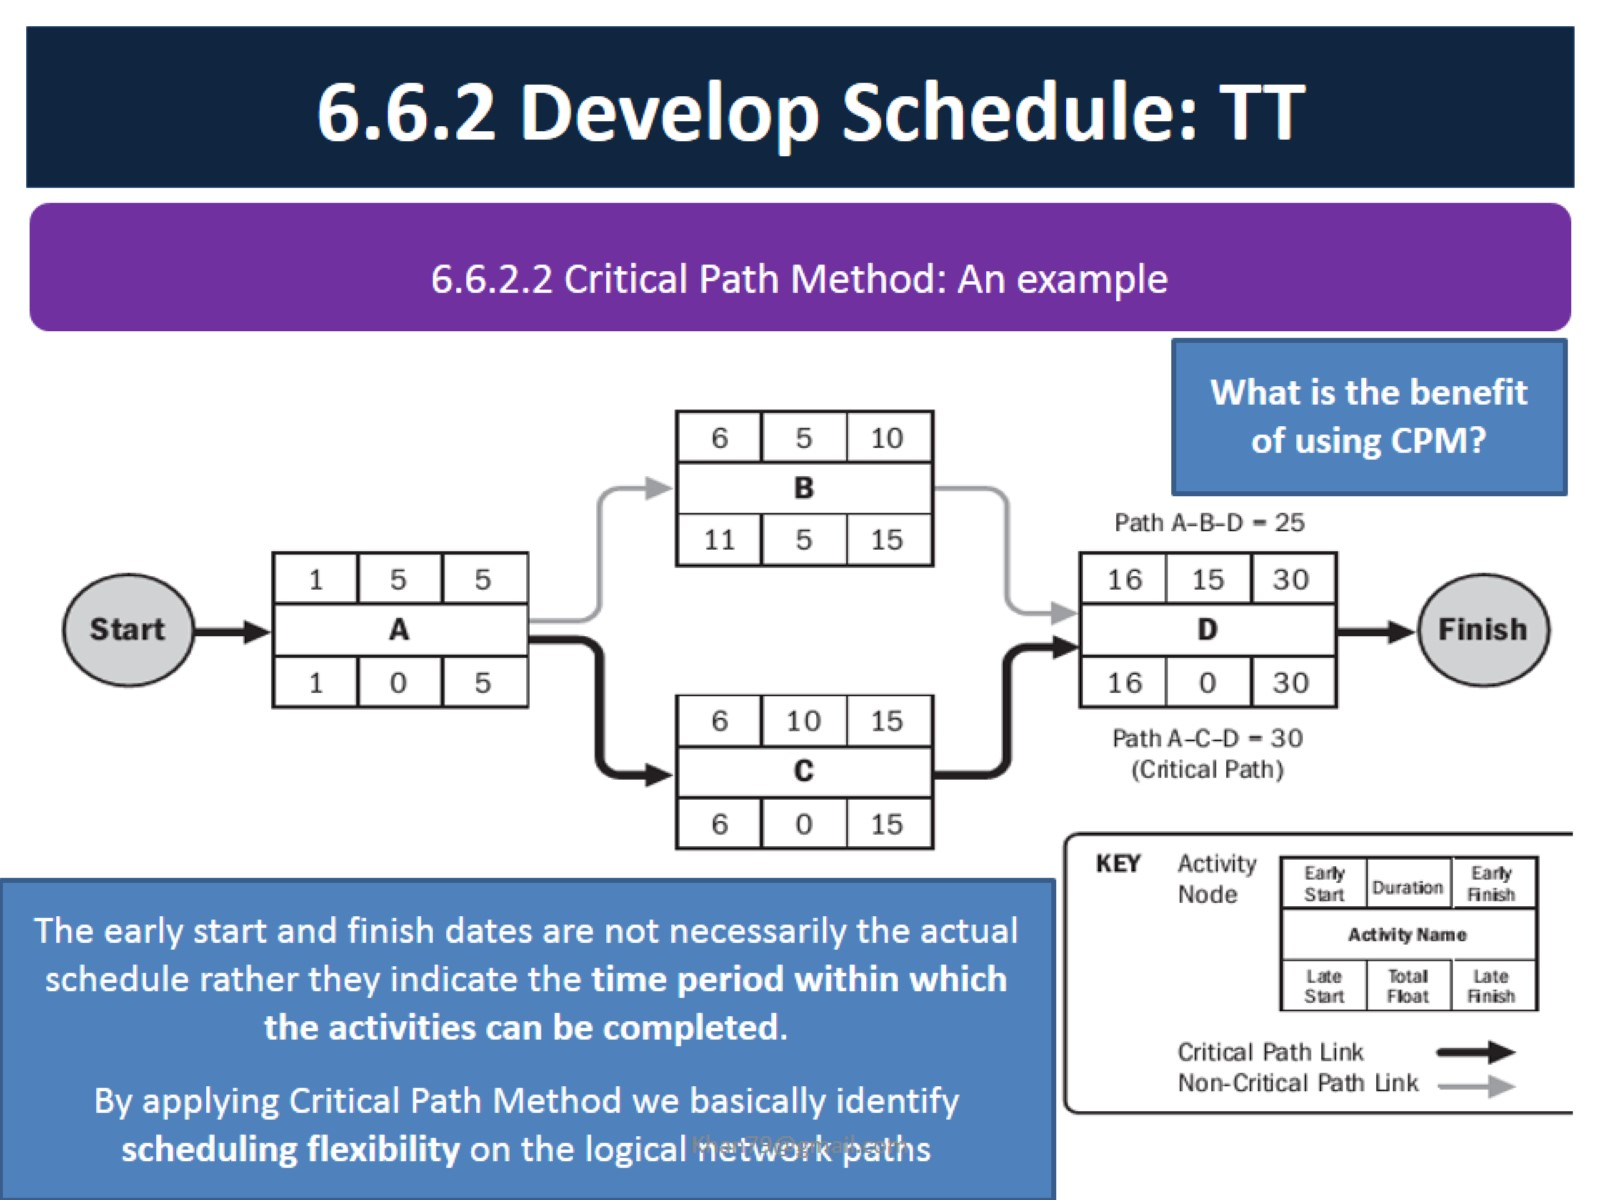 6.6.2 Develop Schedule: TT
6.6.2.2 Critical Path Method: An example
What is the benefit
of using CPM?
6 5 10
B
11 5 15
Path A–B–D = 25
1 5 5
A
1 0 5
Start
16 15 30
D
16 0 30
Finish
6 10 15
C
6 0 15
Path A–C–D = 30
(Critical Path)
KEY
Activity
Node
Early
Start
Duration
Early
Finish
Activity Name
Late
Start
Total
Float
Late
Finish
Critical Path Link
Non-Critical Path Link
The early start and finish dates are not necessarily the actual
schedule rather they indicate the time period within which
the activities can be completed.
By applying Critical Path Method we basically identify
scheduling flexibility on the logical network paths